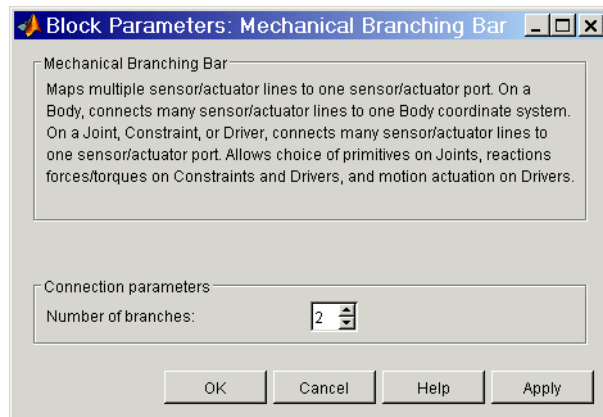 Block Parameters: Mechanical Branching Bar
Mechanical Branching Bar
Maps multiple sensor/actuator lines to one sensor/actuator port. On a
Body, connects many sensor/actuator lines to one Body coordinate system.
On a Joint, Constraint, or Driver, connects many sensor/actuator lines to
one sensor/actuator port. Allows choice of primitives on Joints, reactions
forces/torques on Constraints and Drivers, and motion actuation on Drivers.
Connection parameters
Number of branches: 2
OK Cancel Help Apply